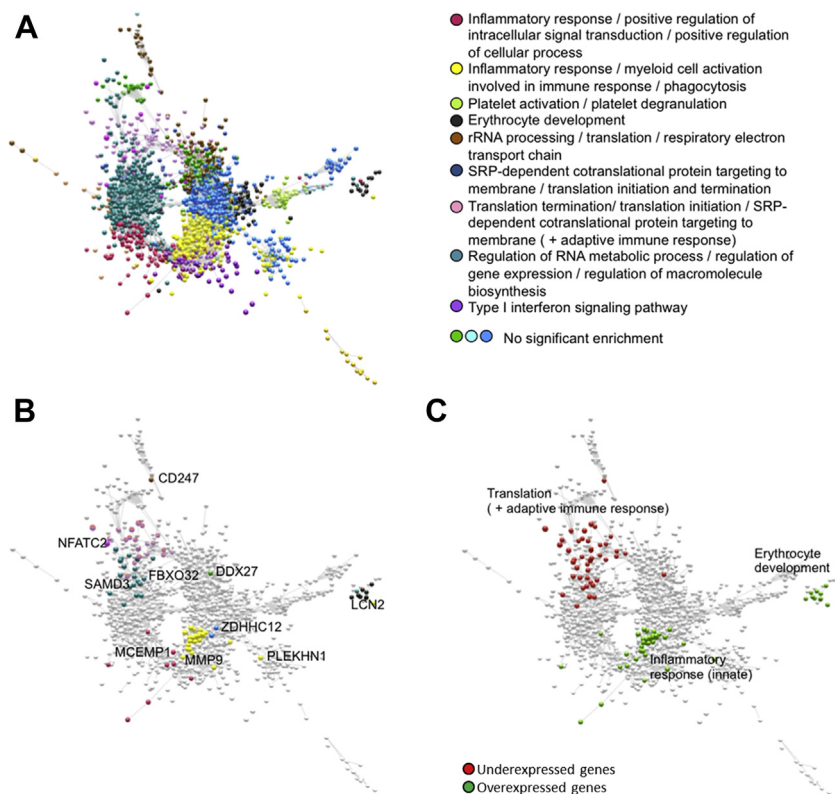 A
Inflammatory response / positive regulation of
intracellular signal transduction / positive regulation
of cellular process
Inflammatory response / myeloid cell activation
involved in immune response / phagocytosis
Platelet activation / platelet degranulation
Erythrocyte development
rRNA processing / translation / respiratory electron
transport chain
SRP-dependent cotranslational protein targeting to
membrane / translation initiation and termination
Translation termination/ translation initiation / SRP-
dependent cotranslational protein targeting to
membrane ( + adaptive immune response)
Regulation of RNA metabolic process / regulation of
gene expression / regulation of macromolecule
biosynthesis
Type I interferon signaling pathway
No significant enrichment
B
CD247
NFATC2
SAMD3
FBXO32
DDX27
LCN2
ZDHHC12
MCEMP1
MMP9
PLEKHN1
C
Translation
( + adaptive immune response)
Erythrocyte
development
Inflammatory
response (innate)
Underexpressed genes
Overexpressed genes